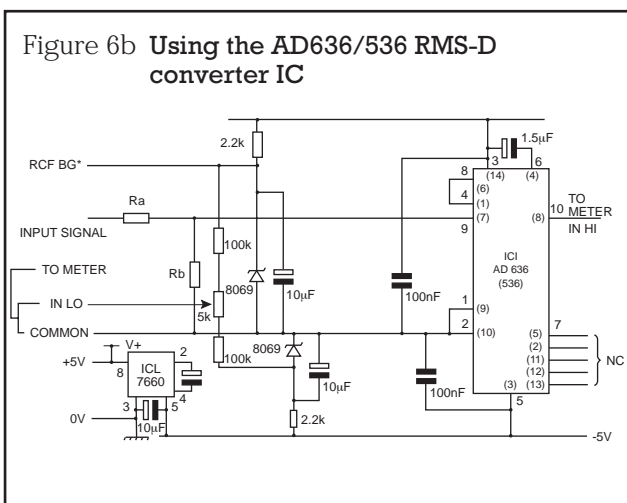 Figure 6b Using the AD636/536 RMS-D
converter IC
2.2k
1.5µF
RCF BG*
3
6
(14)
(4)
8
(6)
4
(1)
Ra
(7)
(8)
10
TO
METER
IN HI
INPUT SIGNAL
9
100k
TO METER
Rb
8069
10µF
100nF
ICI
AD 636
(536)
IN LO
5k
1
(9)
COMMON
2
(10)
7
(5)
(2)
(11)
(12)
(13)
NC
100k
8069
10µF
100nF
(3)
5
V+
+5V
8
ICL
7660
2
4
3
5
0V
10µF
2.2k
-5V